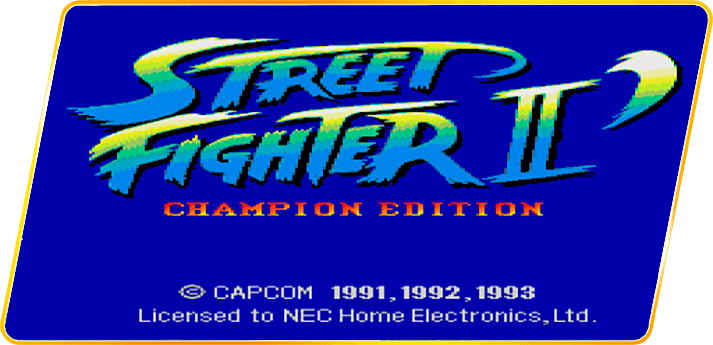 STREET
FIGHTER II'
CHAMPION EDITION
© CAPCOM 1991,1992,1993
Licensed to NEC Home Electronics,Ltd.